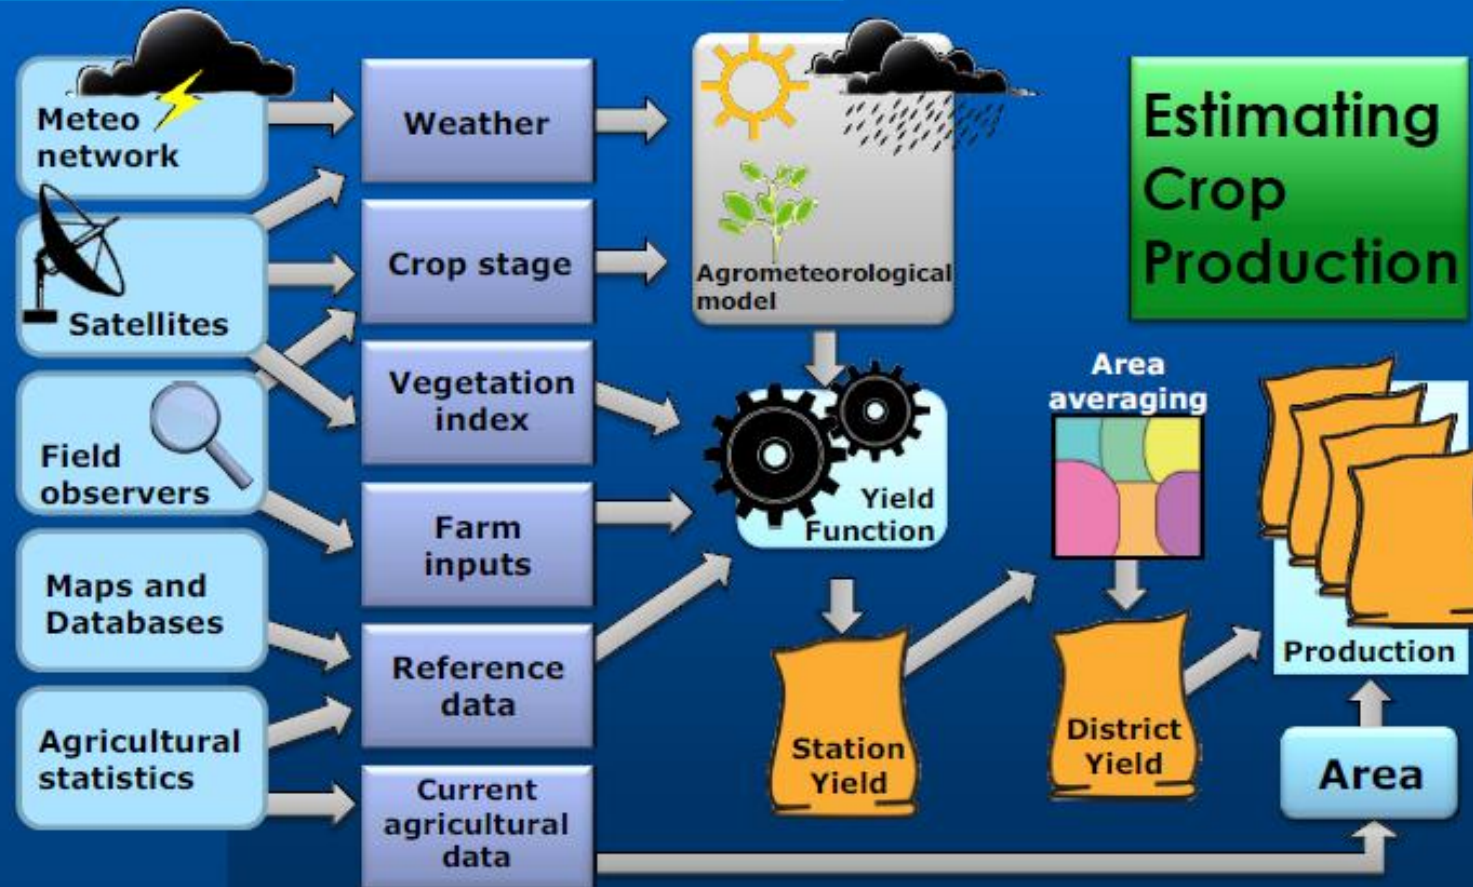 Meteo
network
Satellites
Field
observers
Maps and
Databases
Agricultural
statistics
Weather
Crop stage
Vegetation
index
Farm
inputs
Reference
data
Current
agricultural
data
Agrometeorological
model
Yield
Function
Station
Yield
Area
averaging
District
Yield
Estimating
Crop
Production
Production
Area